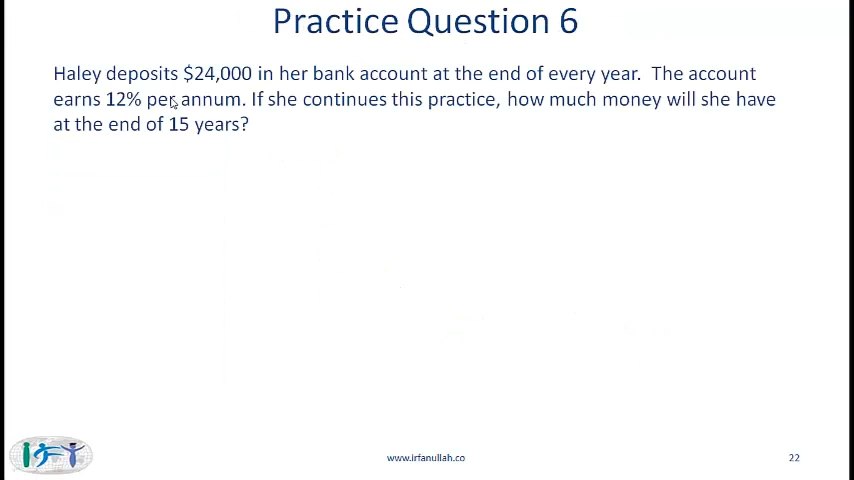 Practice Question 6
Haley deposits $24,000 in her bank account at the end of every year. The account
earns 12% per annum. If she continues this practice, how much money will she have
at the end of 15 years?
IFT
www.irfanullah.co
22